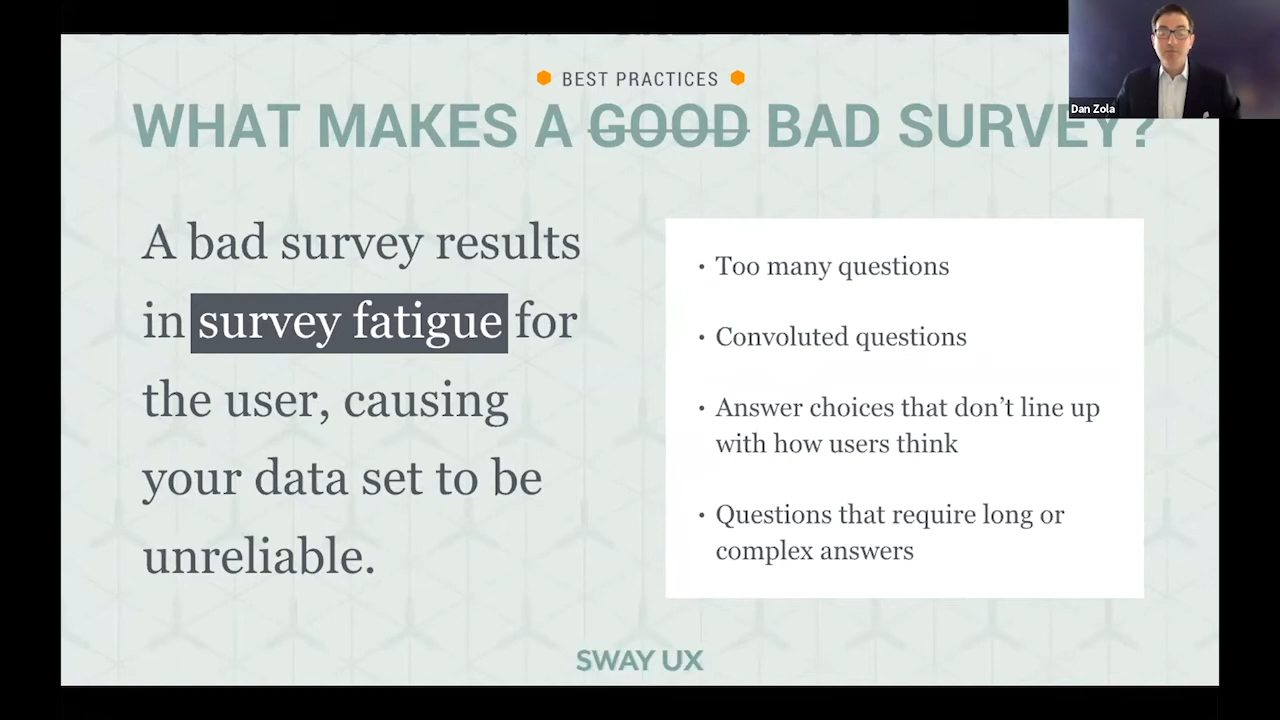 BEST PRACTICES
WHAT MAKES A GOOD BAD SURVEY?
Dan Zola
A bad survey results
in survey fatigue for
the user, causing
your data set to be
unreliable.
• Too many questions
• Convoluted questions
• Answer choices that don’t line up
with how users think
• Questions that require long or
complex answers
SWAY UX